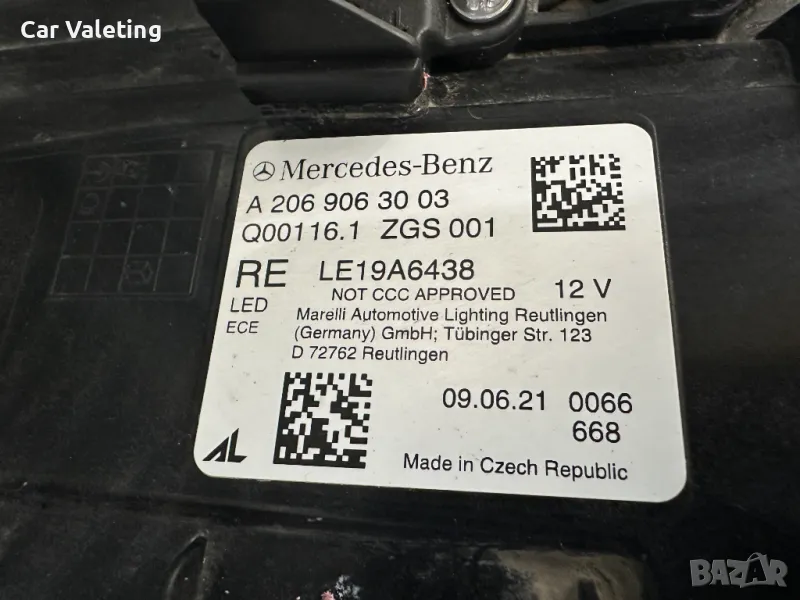 Car Valeting
Mercedes-Benz
A 206 906 30 03
Q00116.1 ZGS 001
RE LE19A6438
LED NOT CCC APPROVED 12 V
ECE
Marelli Automotive Lighting Reutlingen
(Germany) GmbH; Tübinger Str. 123
D 72762 Reutlingen
09.06.21 0066
668
AL
Made in Czech Republic
BAZAR